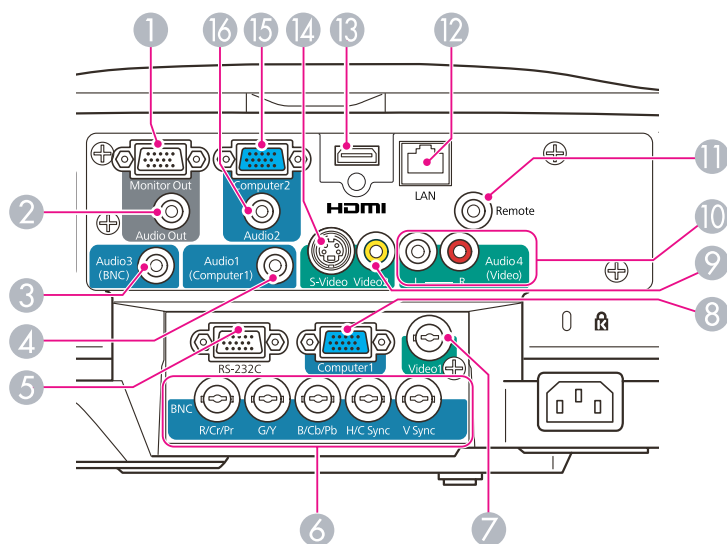 1
16
15
14
13
12
Monitor Out
Computer2
HDMI
LAN
11
2
Audio Out
Audio2
Remote
10
Audio3
(BNC)
Audio1
(Computer1)
S-Video
L
R
Audio4
(Video)
3
9
4
8
5
RS-232C
Computer1
Video1
BNC
R/Cr/Pr
G/Y
B/Cb/Pb
H/C Sync
V Sync
6
7
K